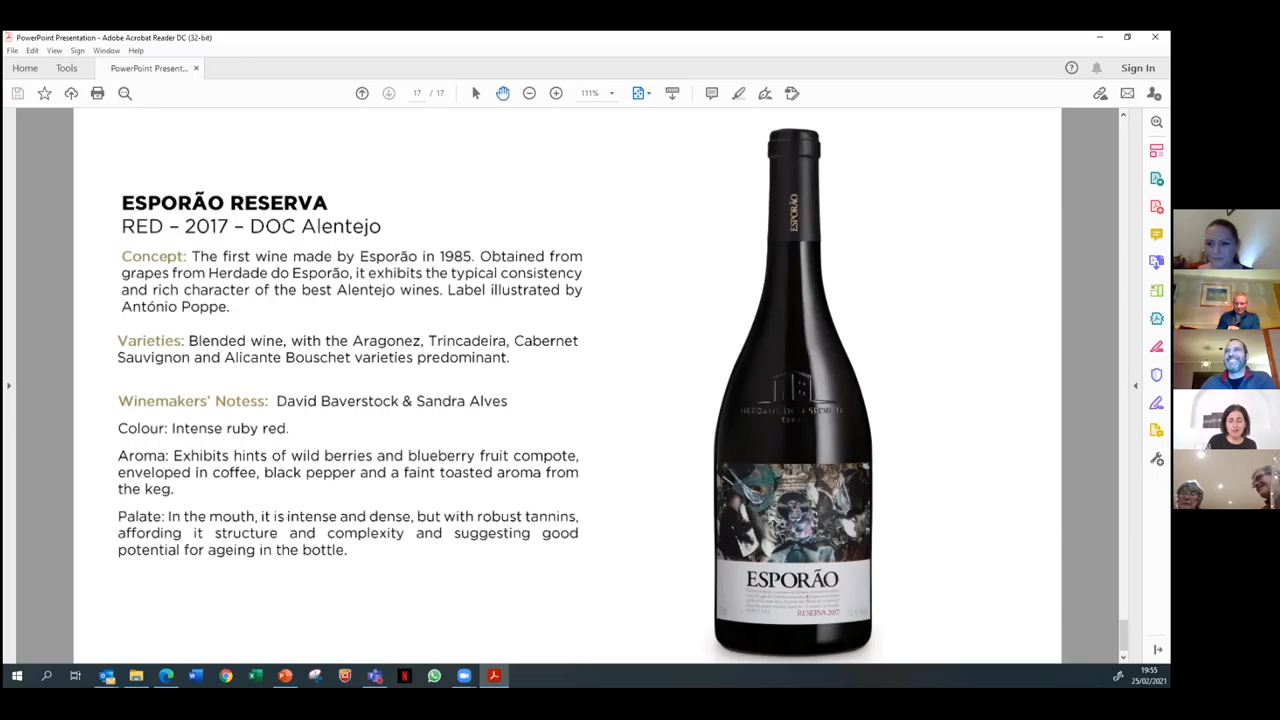 PowerPoint Presentation - Adobe Acrobat Reader DC (32-bit)
File Edit View Sign Window Help
Home Tools PowerPoint Present... × Sign In
17 / 17 111%
ESPORÃO RESERVA
RED – 2017 – DOC Alentejo
Concept: The first wine made by Esporão in 1985. Obtained from
grapes from Herdade do Esporão, it exhibits the typical consistency
and rich character of the best Alentejo wines. Label illustrated by
António Poppe.
Varieties: Blended wine, with the Aragonez, Trincadeira, Cabernet
Sauvignon and Alicante Bouschet varieties predominant.
Winemakers' Notess: David Baverstock & Sandra Alves
Colour: Intense ruby red.
Aroma: Exhibits hints of wild berries and blueberry fruit compote,
enveloped in coffee, black pepper and a faint toasted aroma from
the keg.
Palate: In the mouth, it is intense and dense, but with robust tannins,
affording it structure and complexity and suggesting good
potential for ageing in the bottle.
ESPORÃO
HERDADE DO ESPORÃO
ESPORÃO
RESERVA 2017
19:55
25/02/2021